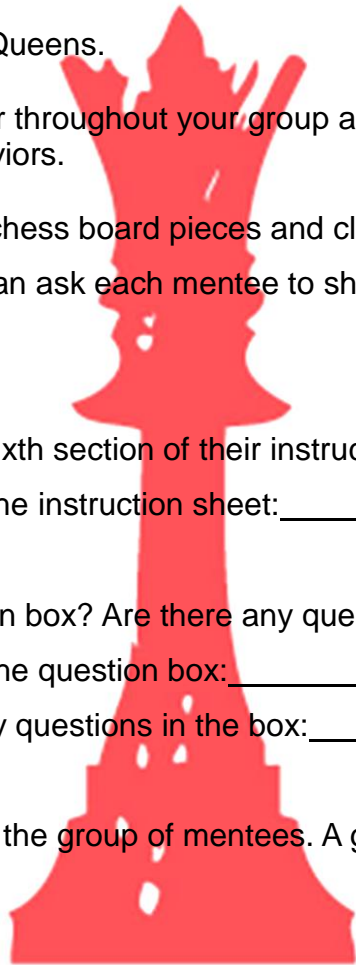 Queens.
throughout your group a
viors.
chess board pieces and cl
an ask each mentee to sh
xth section of their instruc
ne instruction sheet:
n box? Are there any que
ne question box:
y questions in the box:
the group of mentees. A g